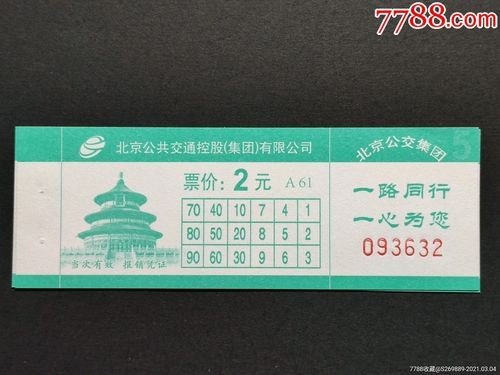 7788.com
北京公共交通控股(集团)有限公司
票价: 2 元 A 61
70 40 10 7 4 1
80 50 20 8 5 2
90 60 30 9 6 3
当次有效 报销凭证
北京公交集团
5
一路同行
一心为您
093632
7788收藏@S269889-2021.03.04